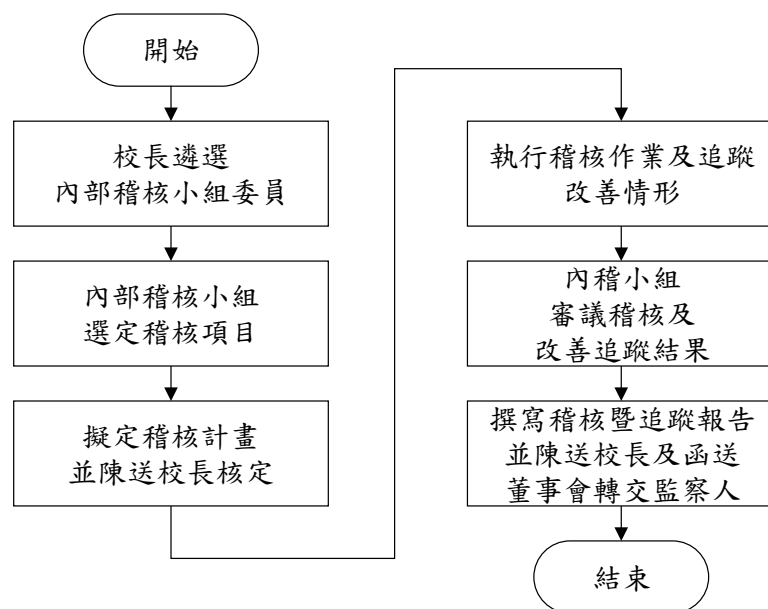 開始
校長遴選
內部稽核小組委員
內部稽核小組
選定稽核項目
擬定稽核計畫
並陳送校長核定
執行稽核作業及追蹤
改善情形
內稽小組
審議稽核及
改善追蹤結果
撰寫稽核暨追蹤報告
並陳送校長及函送
董事會轉交監察人
結束